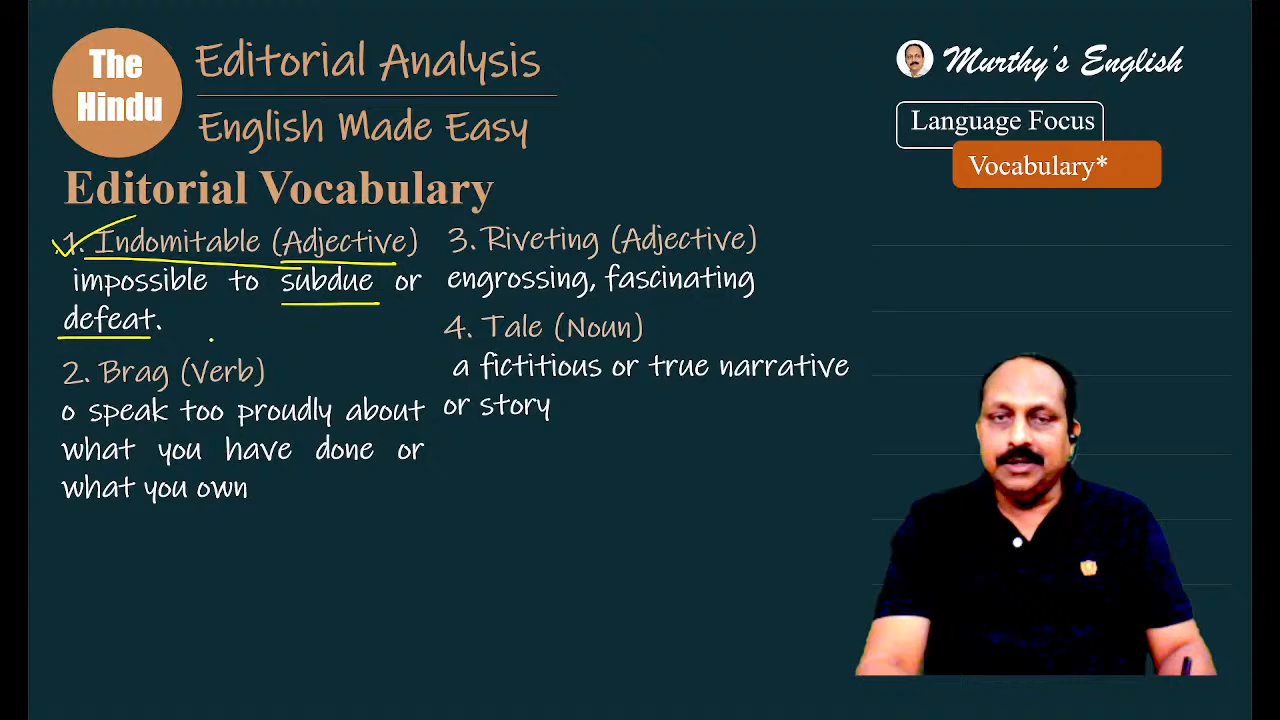 The
Hindu
Editorial Analysis
English Made Easy
Murthy's English
Language Focus
Vocabulary*
Editorial Vocabulary
1. Indomitable (Adjective)
impossible to subdue or
defeat.
2. Brag (Verb)
o speak too proudly about
what you have done or
what you own
3. Riveting (Adjective)
engrossing, fascinating
4. Tale (Noun)
a fictitious or true narrative
or story